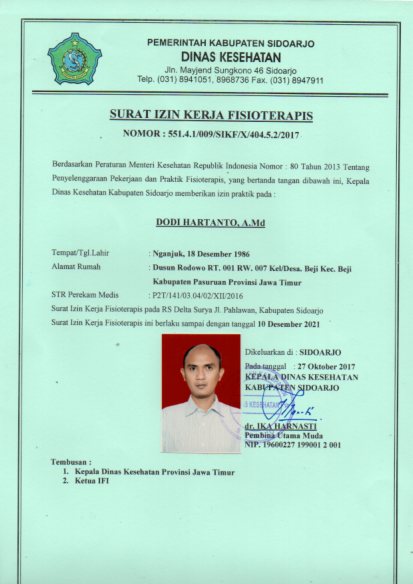 PEMERINTAH KABUPATEN SIDOARJO
DINAS KESEHATAN
Jln. Mayjend Sungkono 46 Sidoarjo
Telp. (031) 8941051, 8968736 Fax. (031) 8947911
SURAT IZIN KERJA FISIOTERAPIS
NOMOR : 551.4.1/009/SIKF/X/404.5.2/2017
Berdasarkan Peraturan Menteri Kesehatan Republik Indonesia Nomor : 80 Tahun 2013 Tentang
Penyelenggaraan Pekerjaan dan Praktik Fisioterapis, yang bertanda tangan dibawah ini, Kepala
Dinas Kesehatan Kabupaten Sidoarjo memberikan izin praktik pada :
DODI HARTANTO, A.Md
Tempat/Tgl.Lahir : Nganjuk, 18 Desember 1986
Alamat Rumah : Dusun Rodowo RT. 001 RW. 007 Kel/Desa. Beji Kec. Beji
Kabupaten Pasuruan Provinsi Jawa Timur
STR Perekam Medis : P2T/141/03.04/02/XII/2016
Surat Izin Kerja Fisioterapis pada RS Delta Surya Jl. Pahlawan, Kabupaten Sidoarjo
Surat Izin Kerja Fisioterapis ini berlaku sampai dengan tanggal 10 Desember 2021
Dikeluarkan di : SIDOARJO
Pada tanggal : 27 Oktober 2017
KEPALA DINAS KESEHATAN
KABUPATEN SIDOARJO
dr. IKA HARNASTI
Pembina Utama Muda
NIP. 19600227 199001 2 001
Tembusan :
1. Kepala Dinas Kesehatan Provinsi Jawa Timur
2. Ketua IFI